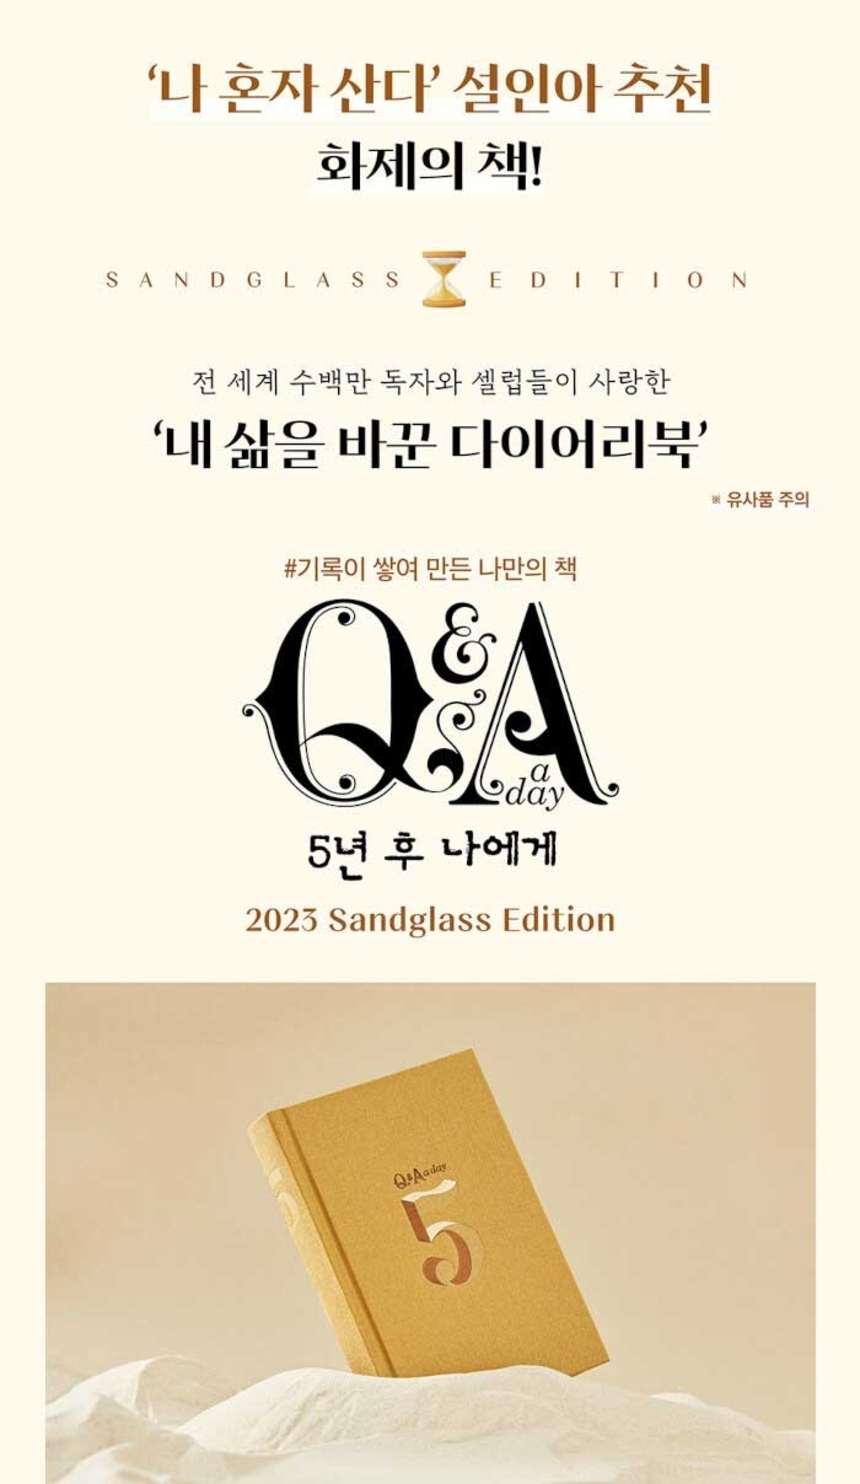 ‘나 혼자 산다’ 설인아 추천
화제의 책!
SANDGLASS EDITION
전 세계 수백만 독자와 셀럽들이 사랑한
‘내 삶을 바꾼 다이어리북’
※ 유사품 주의
#기록이 쌓여 만든 나만의 책
Q&A
a
day
5년 후 나에게
2023 Sandglass Edition
Q&A a day
5